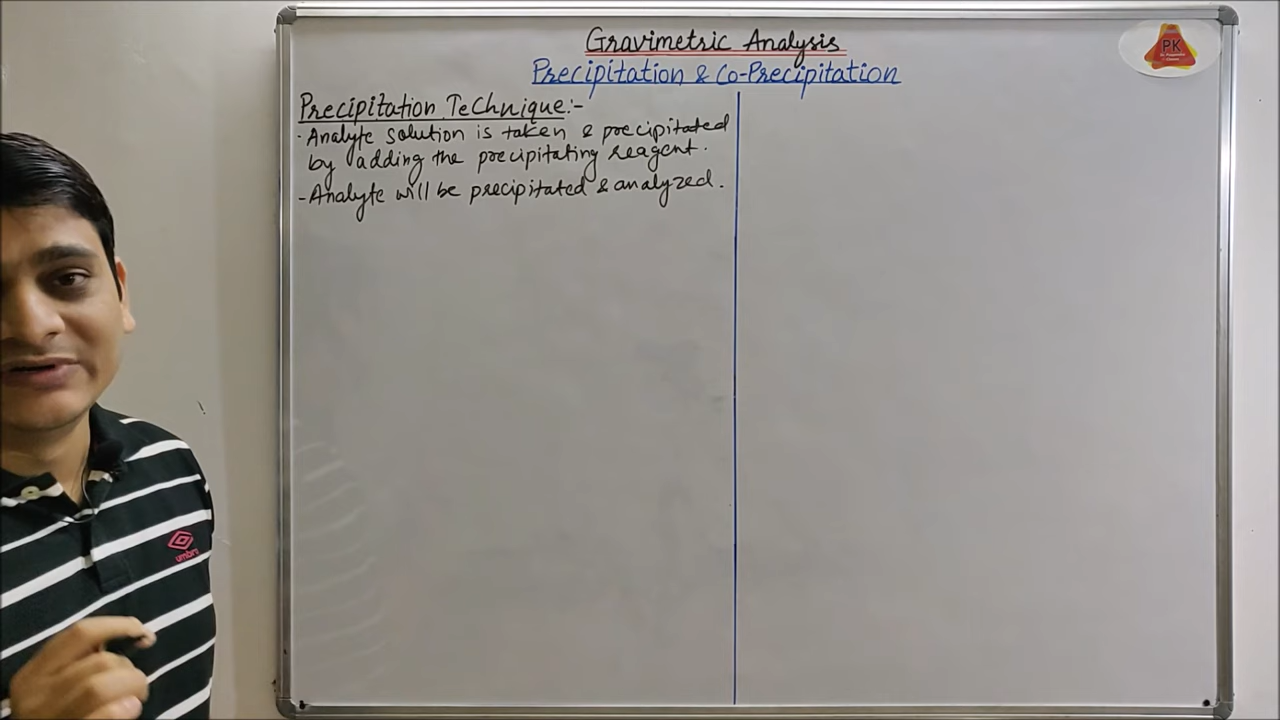 Gravimetric Analysis
Precipitation & Co-Precipitation
PK
Precipitation Technique:-
· Analyte solution is taken & precipitated
by adding the precipitating reagent.
- Analyte will be precipitated & analyzed.
umbro